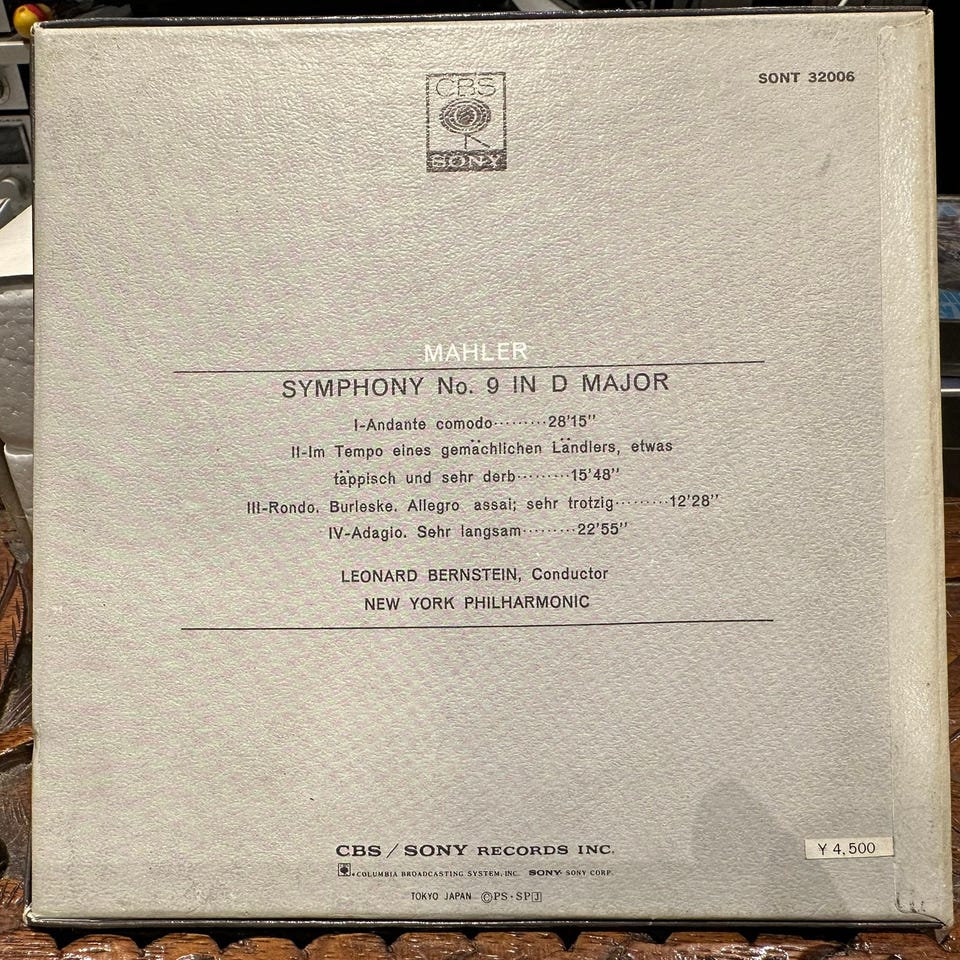 SONT 32006
CBS
SONY
MAHLER
SYMPHONY No. 9 IN D MAJOR
I-Andante comodo·········28'15"
II-Im Tempo eines gemächlichen Ländlers, etwas
täppisch und sehr derb·········15'48"
III-Rondo. Burleske. Allegro assai; sehr trotzig·········12'28"
IV-Adagio. Sehr langsam·········22'55"
LEONARD BERNSTEIN, Conductor
NEW YORK PHILHARMONIC
¥ 4,500
CBS / SONY RECORDS INC.
COLUMBIA BROADCASTING SYSTEM, INC. SONY· SONY CORP.
TOKYO JAPAN ©PS·SPJ